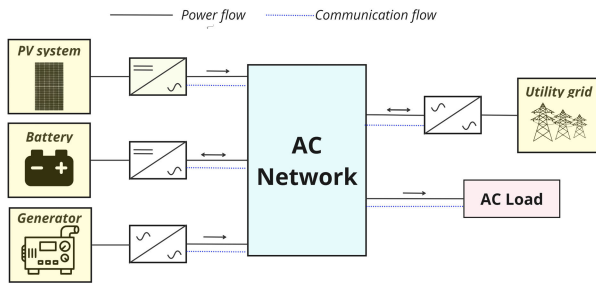 Power flow
Communication flow
PV system
Battery
Generator
AC
Network
Utility grid
AC Load